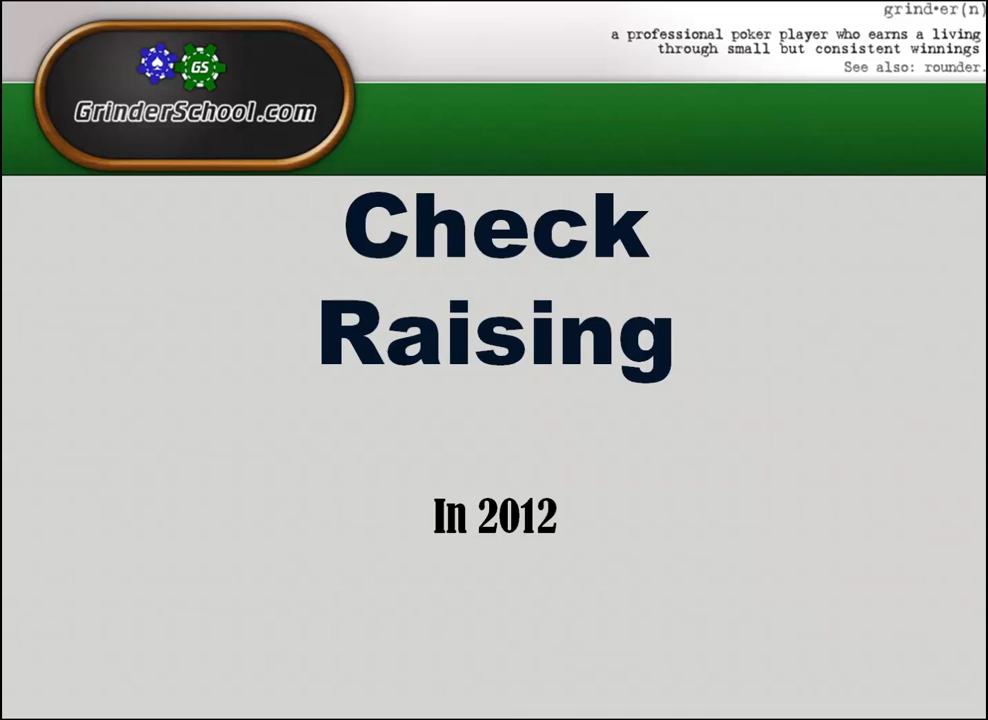 grind•er(n)
a professional poker player who earns a living
through small but consistent winnings
See also: rounder.
GS
GrinderSchool.com
Check
Raising
In 2012